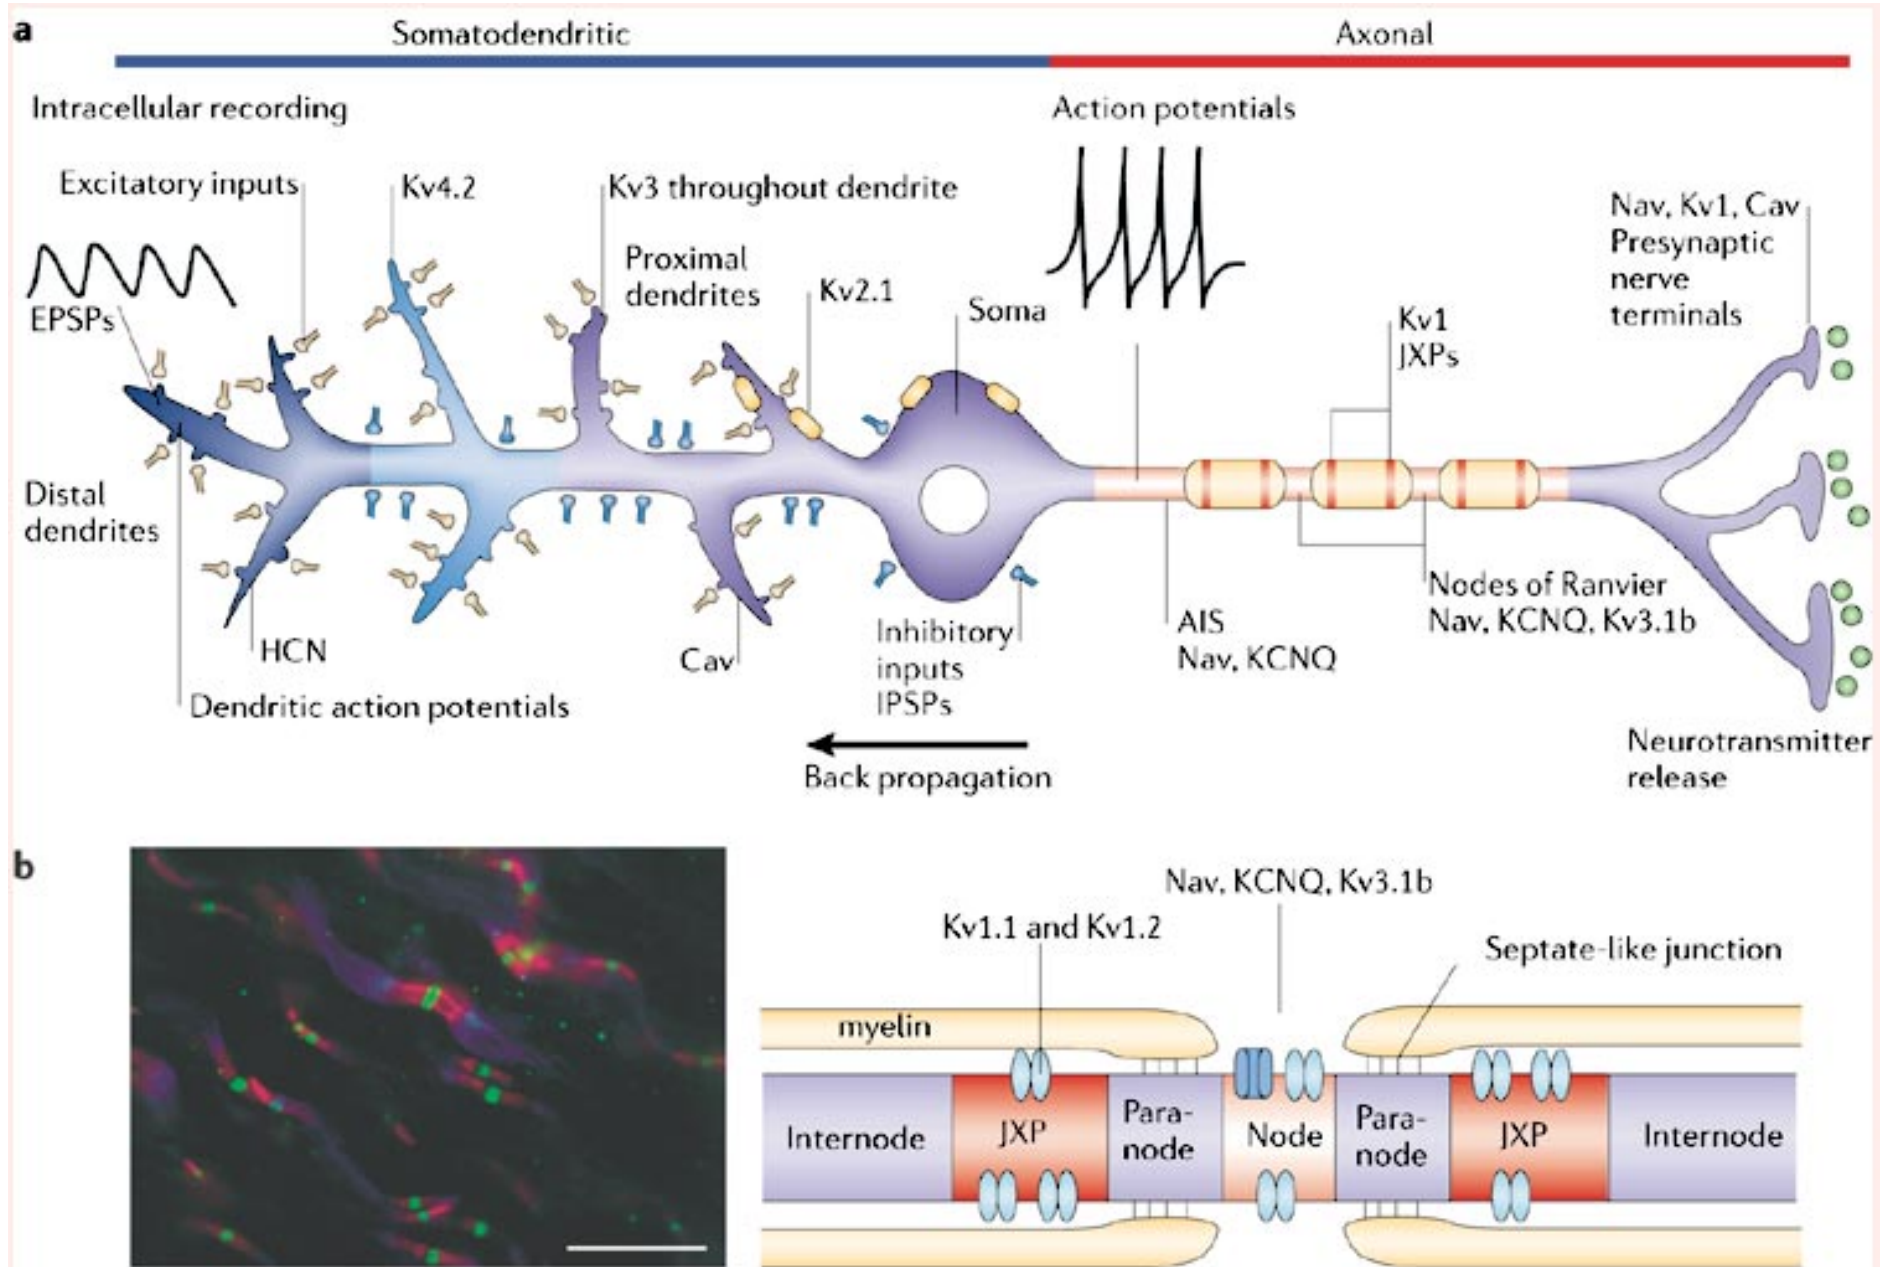 a
Somatodendritic
Axonal
Intracellular recording
Action potentials
Excitatory inputs
Kv4.2
Kv3 throughout dendrite
Nav, Kv1, Cav
Presynaptic
nerve
terminals
Proximal
dendrites
Kv2.1
Soma
EPSPs
Kv1
JXPs
Distal
dendrites
HCN
Cav
Inhibitory
inputs
IPSPs
AIS
Nav, KCNQ
Nodes of Ranvier
Nav, KCNQ, Kv3.1b
Dendritic action potentials
Back propagation
Neurotransmitter
release
b
Nav, KCNQ, Kv3.1b
Kv1.1 and Kv1.2
Septate-like junction
myelin
Internode
JXP
Para-
node
Node
Para-
node
JXP
Internode